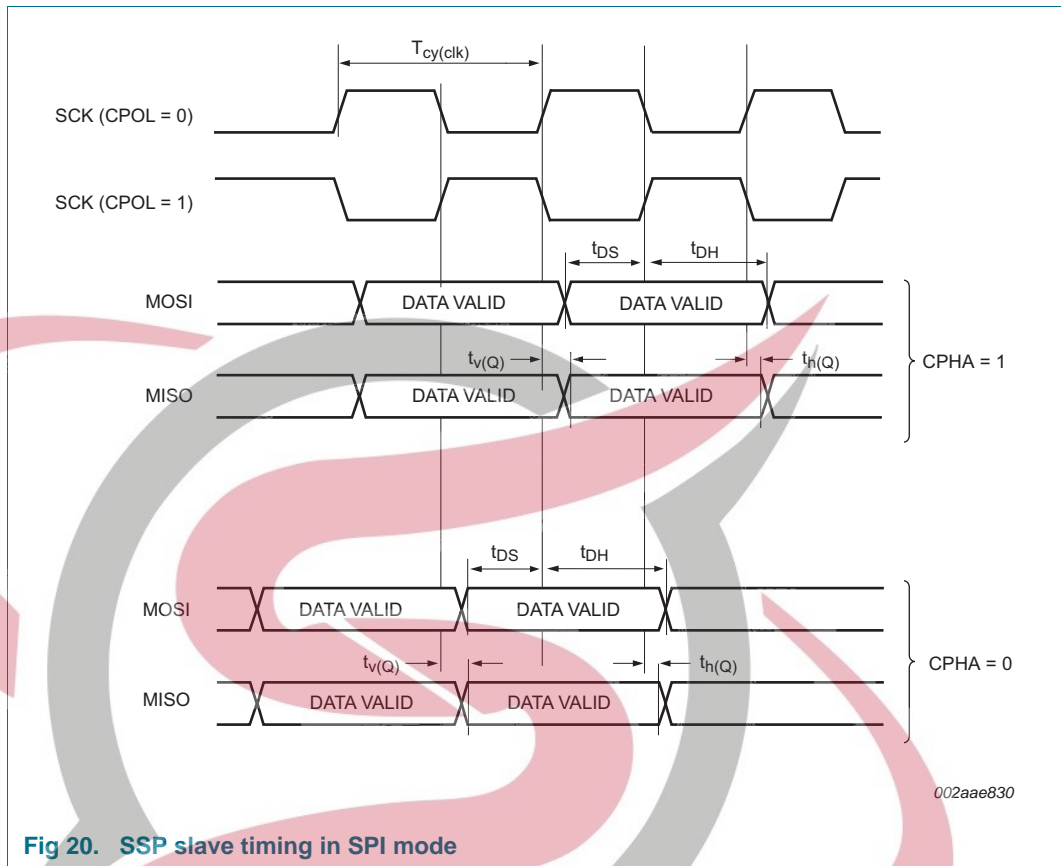 T cy(clk)
SCK (CPOL = 0)
SCK (CPOL = 1)
tDS tDH
MOSI DATA VALID DATA VALID
tv(Q) th(Q)
CPHA = 1
MISO DATA VALID DATA VALID
tDS tDH
MOSI DATA VALID DATA VALID
tv(Q) th(Q)
CPHA = 0
MISO DATA VALID DATA VALID
002aae830
Fig 20. SSP slave timing in SPI mode